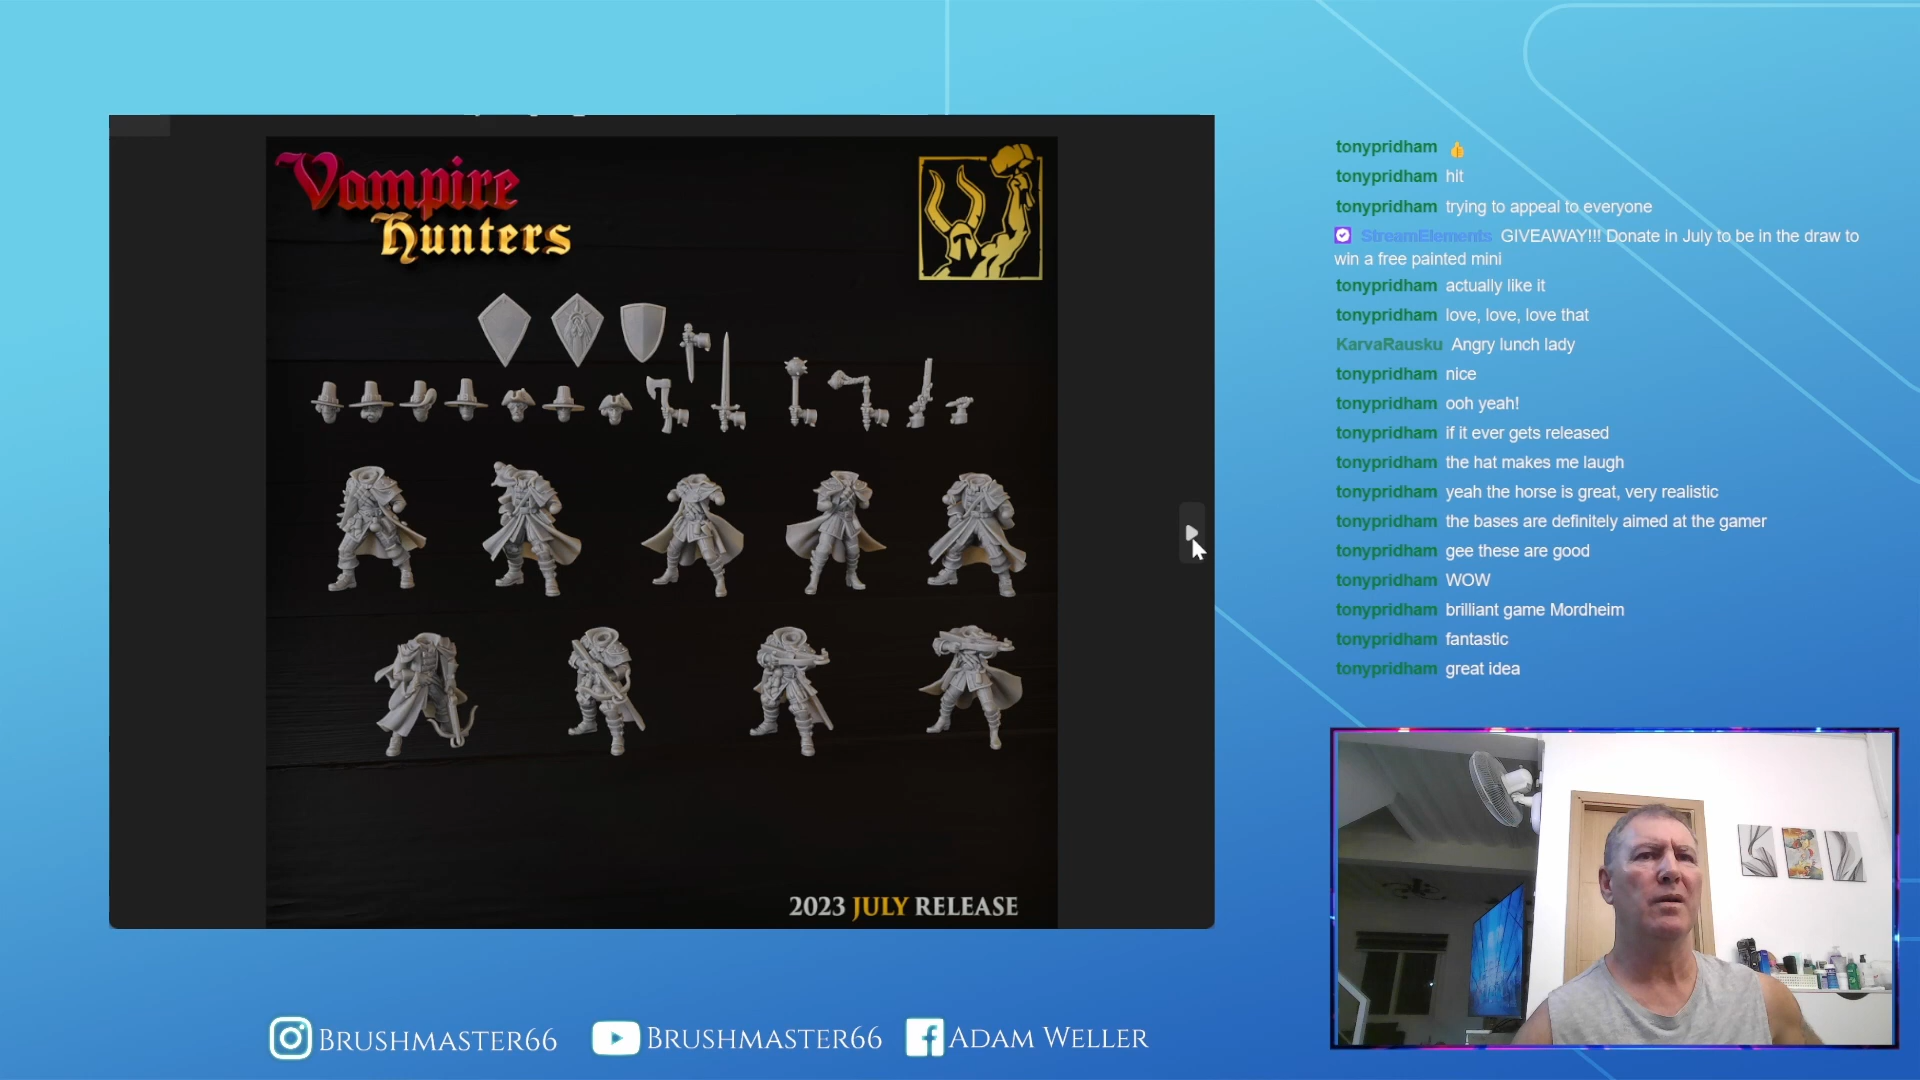 Vampire
Hunters
tonypridham 👍
tonypridham hit
tonypridham trying to appeal to everyone
StreamElements GIVEAWAY!!! Donate in July to be in the draw to
win a free painted mini
tonypridham actually like it
tonypridham love, love, love that
KarvaRausku Angry lunch lady
tonypridham nice
tonypridham ooh yeah!
tonypridham if it ever gets released
tonypridham the hat makes me laugh
tonypridham yeah the horse is great, very realistic
tonypridham the bases are definitely aimed at the gamer
tonypridham gee these are good
tonypridham WOW
tonypridham brilliant game Mordheim
tonypridham fantastic
tonypridham great idea
2023 JULY RELEASE
BRUSHMASTER66
BRUSHMASTER66
ADAM WELLER